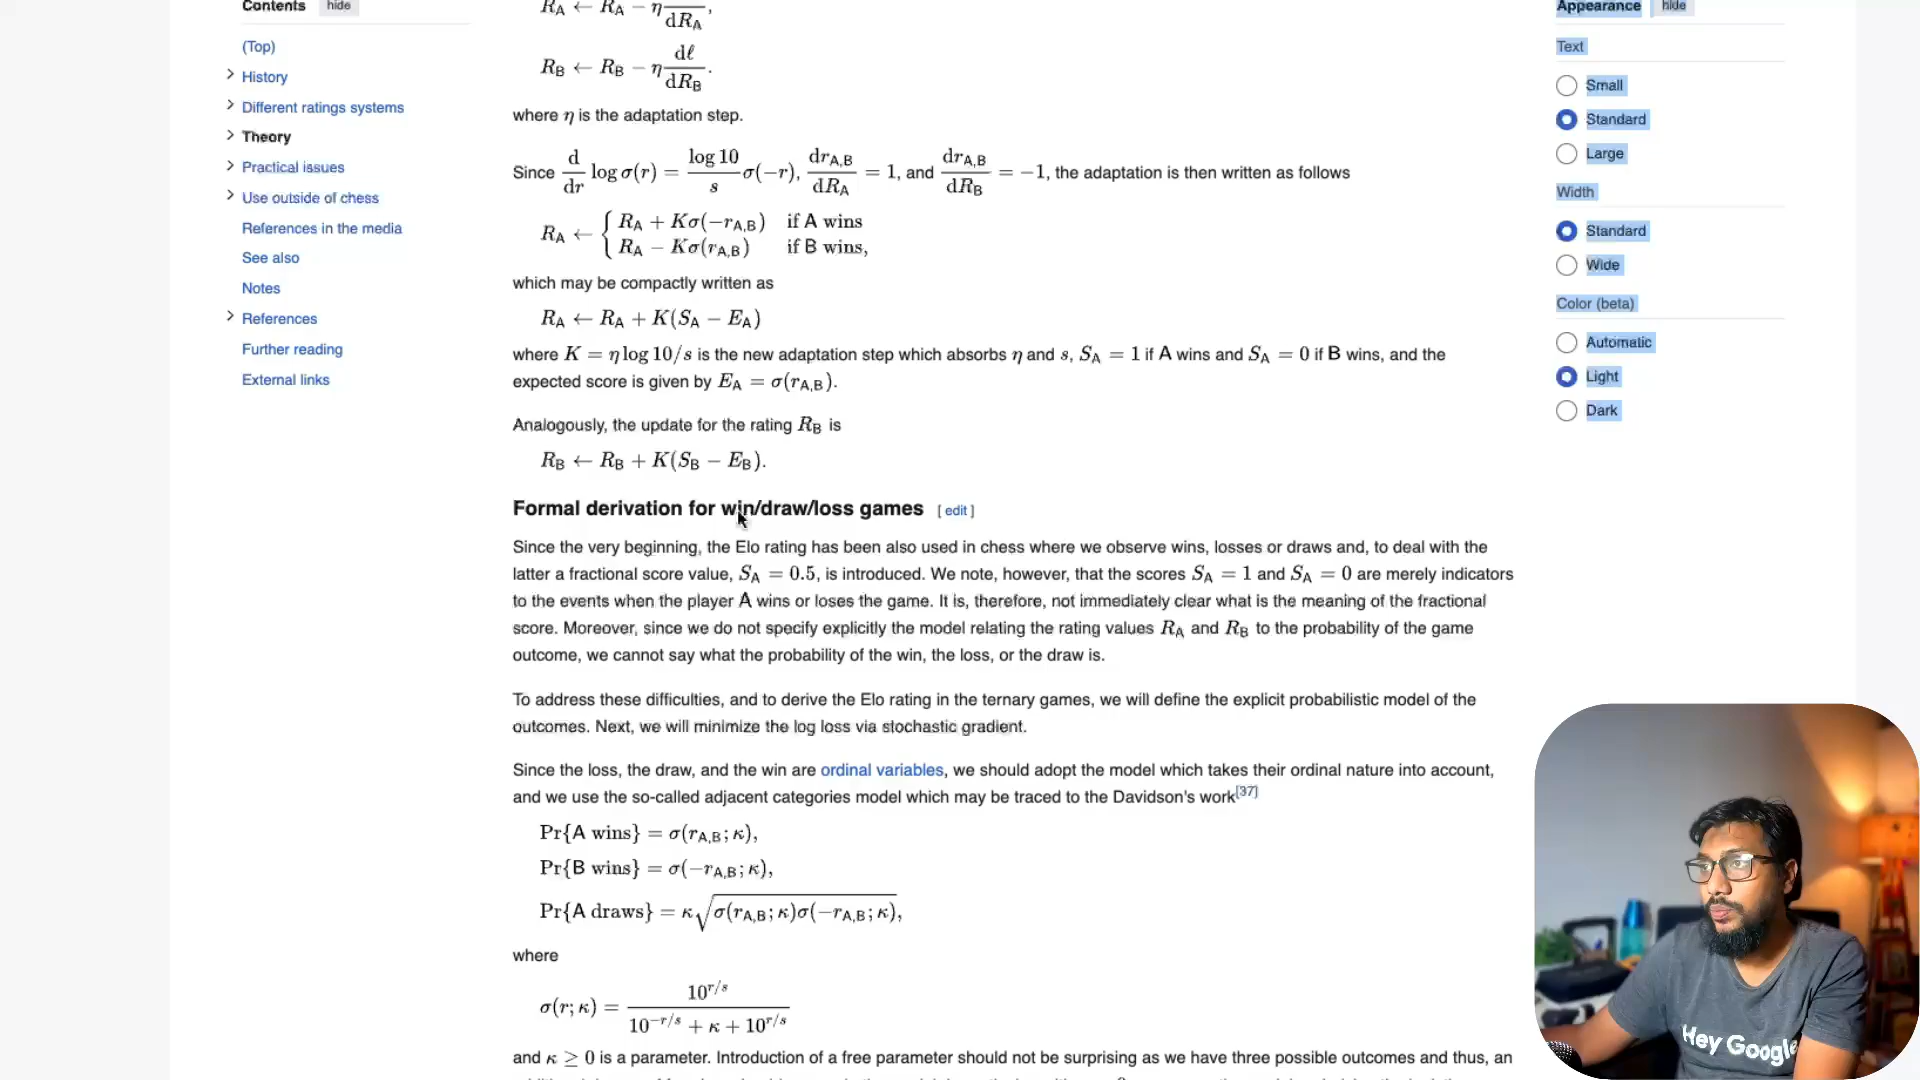 Contents hide
(Top)
History
Different ratings systems
Theory
Practical issues
Use outside of chess
References in the media
See also
Notes
References
Further reading
External links
R_A ← R_A − η dR_A,
R_B ← R_B − η dℓ/dR_B.
where η is the adaptation step.
Since d/dr log σ(r) = log 10/s σ(−r), dr_A,B/dR_A = 1, and dr_A,B/dR_B = −1, the adaptation is then written as follows
R_A ← { R_A + Kσ(−r_A,B) if A wins
R_A − Kσ(r_A,B) if B wins,
which may be compactly written as
R_A ← R_A + K(S_A − E_A)
where K = η log 10/s is the new adaptation step which absorbs η and s, S_A = 1 if A wins and S_A = 0 if B wins, and the
expected score is given by E_A = σ(r_A,B).
Analogously, the update for the rating R_B is
R_B ← R_B + K(S_B − E_B).
Formal derivation for win/draw/loss games [ edit ]
Since the very beginning, the Elo rating has been also used in chess where we observe wins, losses or draws and, to deal with the
latter a fractional score value, S_A = 0.5, is introduced. We note, however, that the scores S_A = 1 and S_A = 0 are merely indicators
to the events when the player A wins or loses the game. It is, therefore, not immediately clear what is the meaning of the fractional
score. Moreover, since we do not specify explicitly the model relating the rating values R_A and R_B to the probability of the game
outcome, we cannot say what the probability of the win, the loss, or the draw is.
To address these difficulties, and to derive the Elo rating in the ternary games, we will define the explicit probabilistic model of the
outcomes. Next, we will minimize the log loss via stochastic gradient.
Since the loss, the draw, and the win are ordinal variables, we should adopt the model which takes their ordinal nature into account,
and we use the so-called adjacent categories model which may be traced to the Davidson's work[37]
Pr{A wins} = σ(r_A,B; κ),
Pr{B wins} = σ(−r_A,B; κ),
Pr{A draws} = κ√σ(r_A,B; κ)σ(−r_A,B; κ),
where
σ(r; κ) = 10^r/s / 10^−r/s + κ + 10^r/s
and κ ≥ 0 is a parameter. Introduction of a free parameter should not be surprising as we have three possible outcomes and thus, an
Appearance hide
Text
Small
Standard
Large
Width
Standard
Wide
Color (beta)
Automatic
Light
Dark
Hey Google